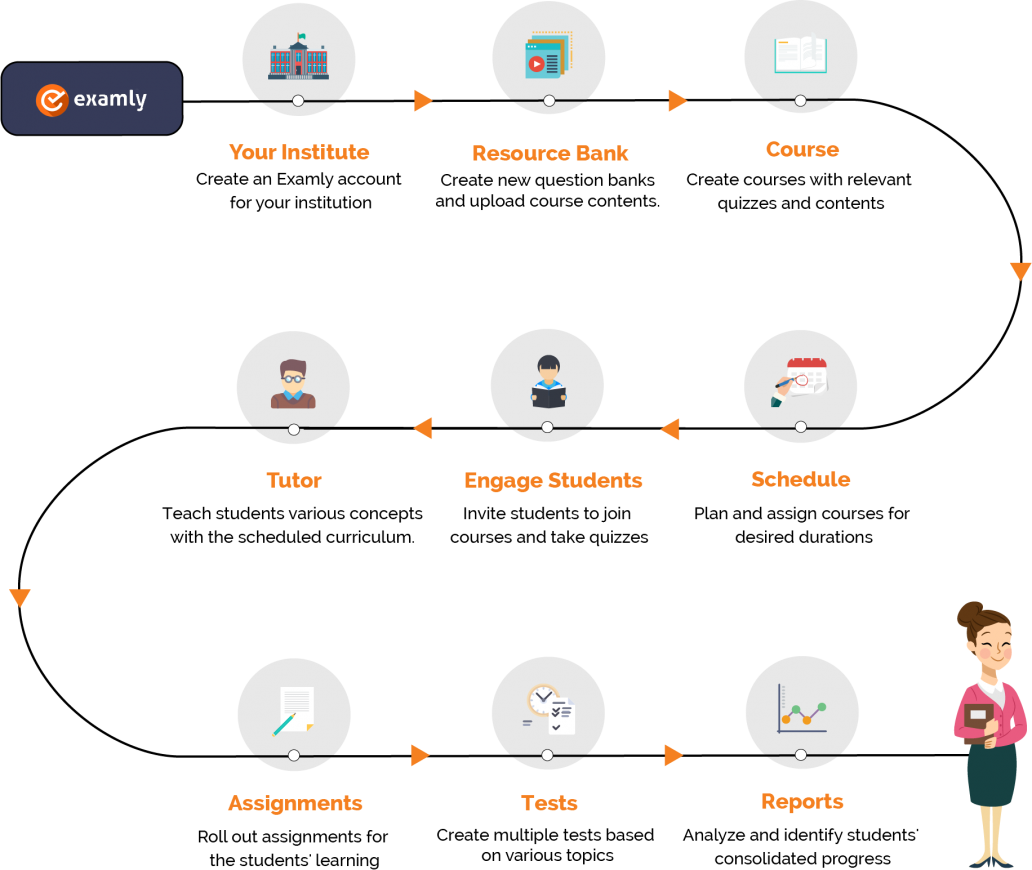 examly
Your Institute
Create an Examly account
for your institution
Resource Bank
Create new question banks
and upload course contents.
Course
Create courses with relevant
quizzes and contents
Schedule
Plan and assign courses for
desired durations
Engage Students
Invite students to join
courses and take quizzes
Tutor
Teach students various concepts
with the scheduled curriculum.
Assignments
Roll out assignments for
the students' learning
Tests
Create multiple tests based
on various topics
Reports
Analyze and identify students'
consolidated progress